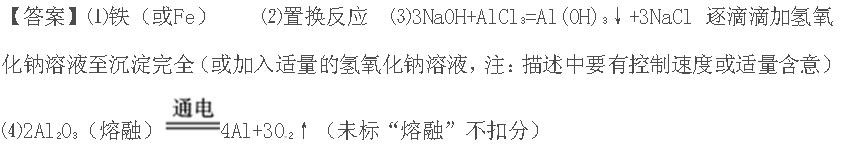 【答案】⑴铁（或Fe） ⑵置换反应 ⑶3NaOH+AlCl₃=Al(OH)₃↓+3NaCl 逐滴滴加氢氧
化钠溶液至沉淀完全（或加入适量的氢氧化钠溶液，注：描述中要有控制速度或适量含意）
通电
⑷2Al₂O₃（熔融）4Al+3O₂↑（未标“熔融”不扣分）